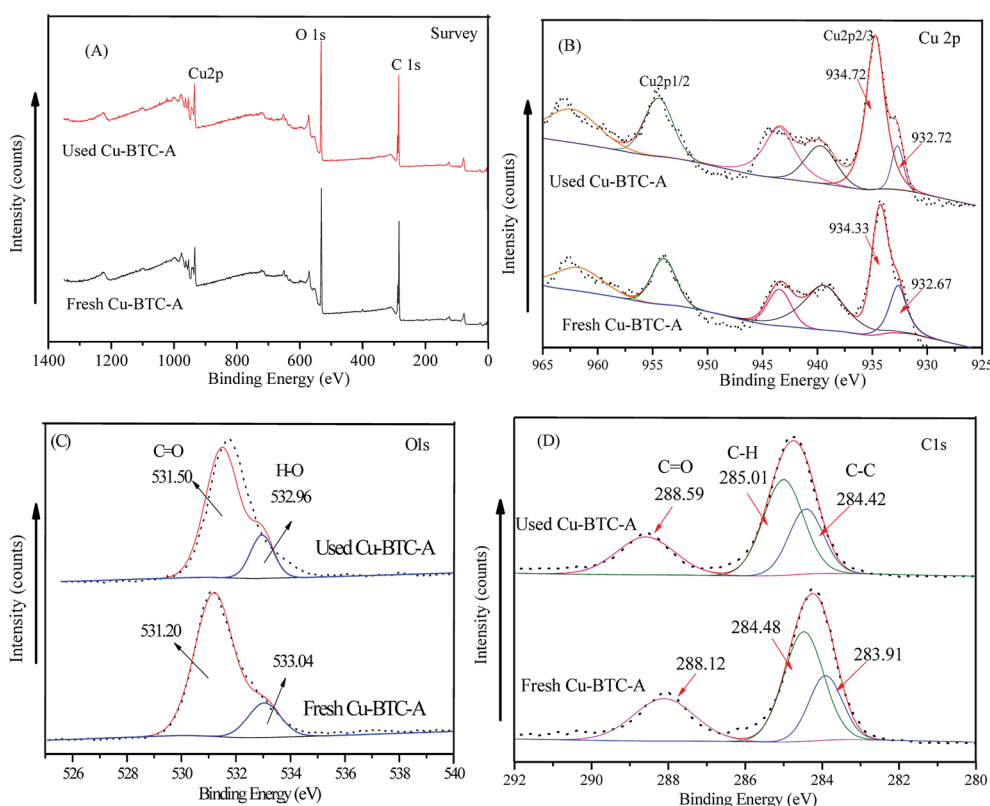 (A)
Survey
O 1s
C 1s
Cu2p
Used Cu-BTC-A
Fresh Cu-BTC-A
Intensity (counts)
1400 1200 1000 800 600 400 200 0
Binding Energy (eV)
(B)
Cu 2p
Cu2p2/3
Cu2p1/2
934.72
932.72
Used Cu-BTC-A
934.33
932.67
Fresh Cu-BTC-A
Intensity (counts)
965 960 955 950 945 940 935 930 925
Binding Energy (eV)
(C)
O1s
C=O
531.50
H-O
532.96
Used Cu-BTC-A
531.20
533.04
Fresh Cu-BTC-A
Intensity (counts)
526 528 530 532 534 536 538 540
Binding Energy (eV)
(D)
C1s
C=O
288.59
C-H
285.01
C-C
284.42
Used Cu-BTC-A
288.12
284.48
283.91
Fresh Cu-BTC-A
Intensity (counts)
292 290 288 286 284 282 280
Binding Energy (eV)